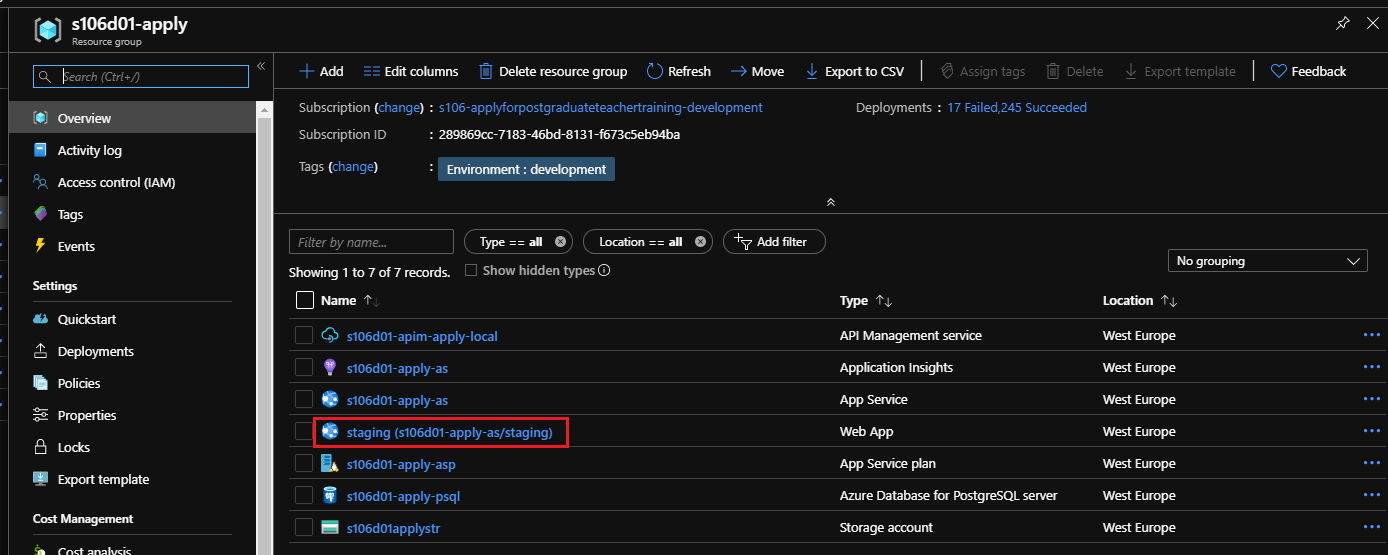 s106d01-apply
Resource group
Search (Ctrl+/)
Overview
Activity log
Access control (IAM)
Tags
Events
Settings
Quickstart
Deployments
Policies
Properties
Locks
Export template
Cost Management
Cost analysis
Add Edit columns Delete resource group Refresh Move Export to CSV Assign tags Delete Export template Feedback
Subscription (change) : s106-applyforpostgraduateteachertraining-development Deployments : 17 Failed,245 Succeeded
Subscription ID : 289869cc-7183-46bd-8131-f673c5eb94ba
Tags (change) : Environment : development
Filter by name... Type == all Location == all Add filter
Showing 1 to 7 of 7 records. Show hidden types No grouping
Name Type Location
s106d01-apim-apply-local API Management service West Europe
s106d01-apply-as Application Insights West Europe
s106d01-apply-as App Service West Europe
staging (s106d01-apply-as/staging) Web App West Europe
s106d01-apply-asp App Service plan West Europe
s106d01-apply-psql Azure Database for PostgreSQL server West Europe
s106d01applystr Storage account West Europe